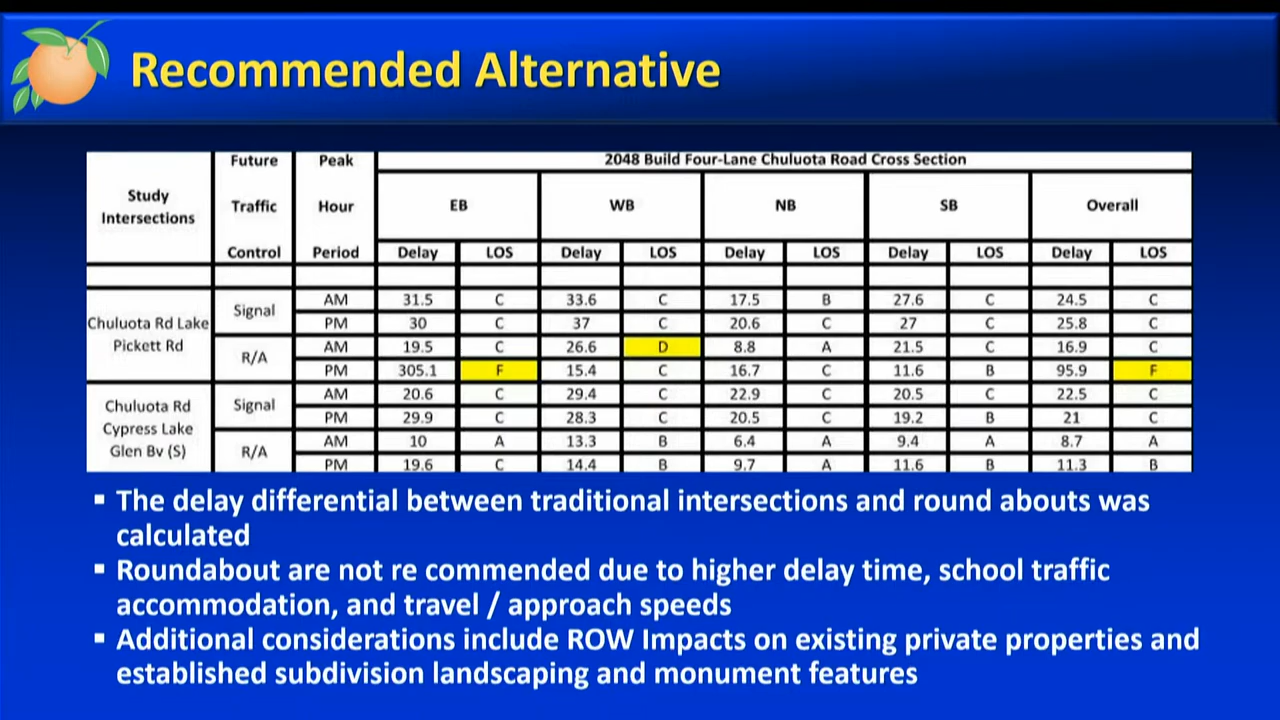 Recommended Alternative
Study Intersections | Future Traffic Control | Peak Hour Period | 2048 Build Four-Lane Chuluota Road Cross Section
EB | WB | NB | SB | Overall
Delay | LOS | Delay | LOS | Delay | LOS | Delay | LOS | Delay | LOS
Chuluota Rd Lake Pickett Rd | Signal | AM | 31.5 | C | 33.6 | C | 17.5 | B | 27.6 | C | 24.5 | C
PM | 30 | C | 37 | C | 20.6 | C | 27 | C | 25.8 | C
R/A | AM | 19.5 | C | 26.6 | D | 8.8 | A | 21.5 | C | 16.9 | C
PM | 305.1 | F | 15.4 | C | 16.7 | C | 11.6 | B | 95.9 | F
Chuluota Rd Cypress Lake Glen Bv (S) | Signal | AM | 20.6 | C | 29.4 | C | 22.9 | C | 20.5 | C | 22.5 | C
PM | 29.9 | C | 28.3 | C | 20.5 | C | 19.2 | B | 21 | C
R/A | AM | 10 | A | 13.3 | B | 6.4 | A | 9.4 | A | 8.7 | A
PM | 19.6 | C | 14.4 | B | 9.7 | A | 11.6 | B | 11.3 | B
▪ The delay differential between traditional intersections and round abouts was
calculated
▪ Roundabout are not re commended due to higher delay time, school traffic
accommodation, and travel / approach speeds
▪ Additional considerations include ROW Impacts on existing private properties and
established subdivision landscaping and monument features